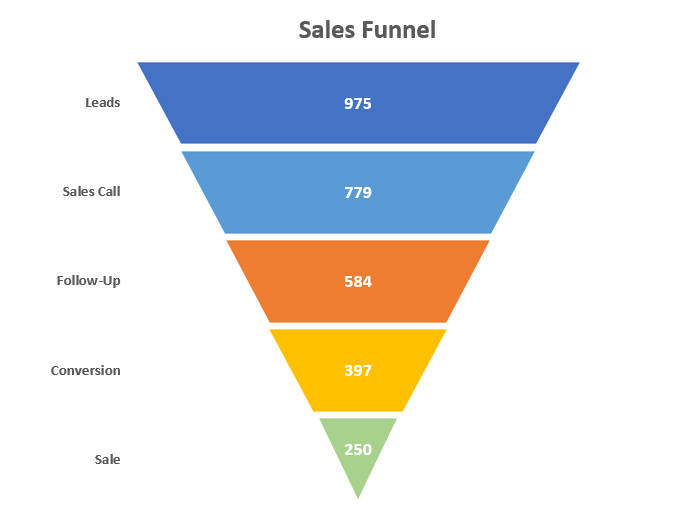 Sales Funnel
Leads
975
Sales Call
779
Follow-Up
584
Conversion
397
Sale
250